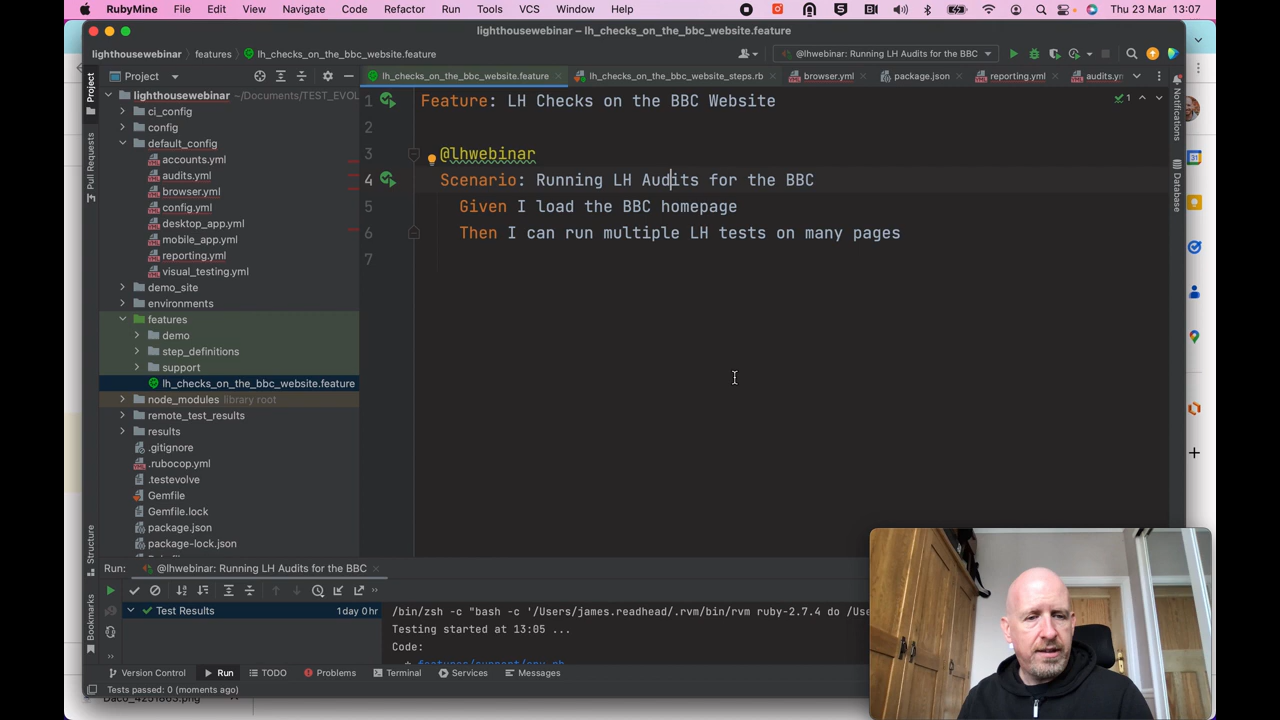 RubyMine File Edit View Navigate Code Refactor Run Tools VCS Window Help Thu 23 Mar 13:07
lighthousewebinar – lh_checks_on_the_bbc_website.feature
lighthousewebinar features lh_checks_on_the_bbc_website.feature
@lhwebinar: Running LH Audits for the BBC
Project
lh_checks_on_the_bbc_website.feature
lh_checks_on_the_bbc_website_steps.rb
browser.yml
package.json
reporting.yml
audits.yn
Project
Pull Requests
Structure
Bookmarks
Notifications
Database
lighthousewebinar ~/Documents/TEST_EVOL
ci_config
config
default_config
accounts.yml
audits.yml
browser.yml
config.yml
desktop_app.yml
mobile_app.yml
reporting.yml
visual_testing.yml
demo_site
environments
features
demo
step_definitions
support
lh_checks_on_the_bbc_website.feature
node_modules library root
remote_test_results
results
.gitignore
.rubocop.yml
.testevolve
Gemfile
Gemfile.lock
package.json
package-lock.json
1 Feature: LH Checks on the BBC Website
2
3 @lhwebinar
4 Scenario: Running LH Audits for the BBC
5 Given I load the BBC homepage
6 Then I can run multiple LH tests on many pages
7
1
Run: @lhwebinar: Running LH Audits for the BBC
Test Results 1 day 0 hr
/bin/zsh -c "bash -c '/Users/james.readhead/.rvm/bin/rvm ruby-2.7.4 do /Use
Testing started at 13:05 ...
Code:
+ features/support/env.rb
Version Control Run TODO Problems Terminal Services Messages
Tests passed: 0 (moments ago)